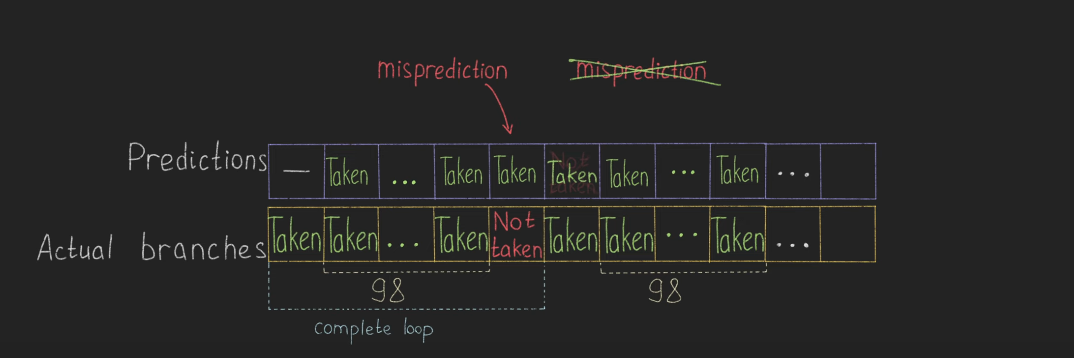 misprediction misprediction
Predictions — Taken ... Taken Taken Taken Taken ... Taken ...
Not taken
Actual branches Taken Taken ... Taken Not taken Taken Taken ... Taken ...
98 98
complete loop